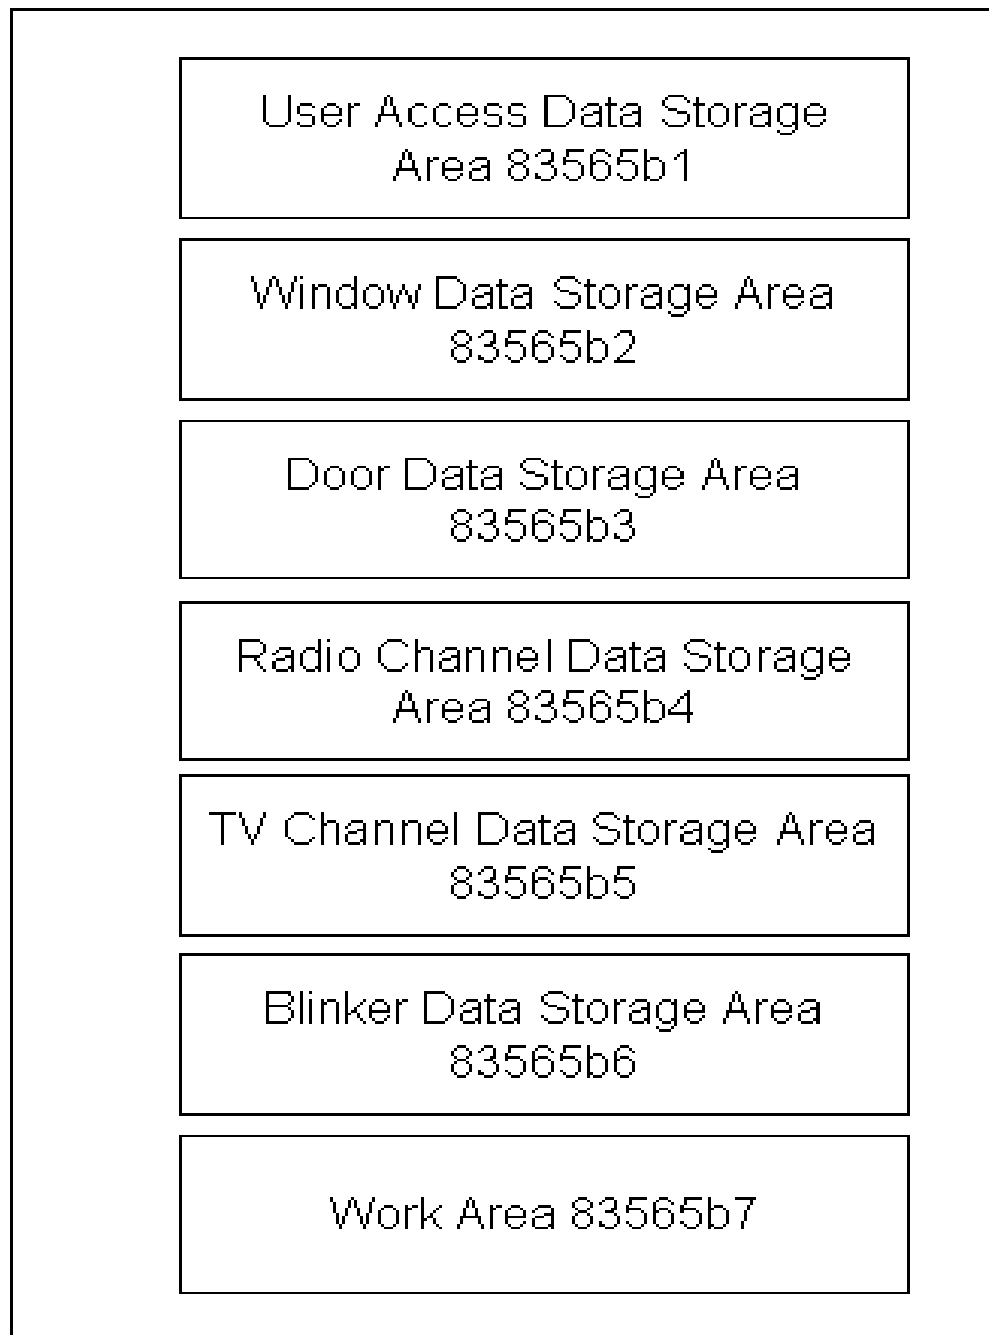 User Access Data Storage
Area 83565b1
Window Data Storage Area
83565b2
Door Data Storage Area
83565b3
Radio Channel Data Storage
Area 83565b4
TV Channel Data Storage Area
83565b5
Blinker Data Storage Area
83565b6
Work Area 83565b7